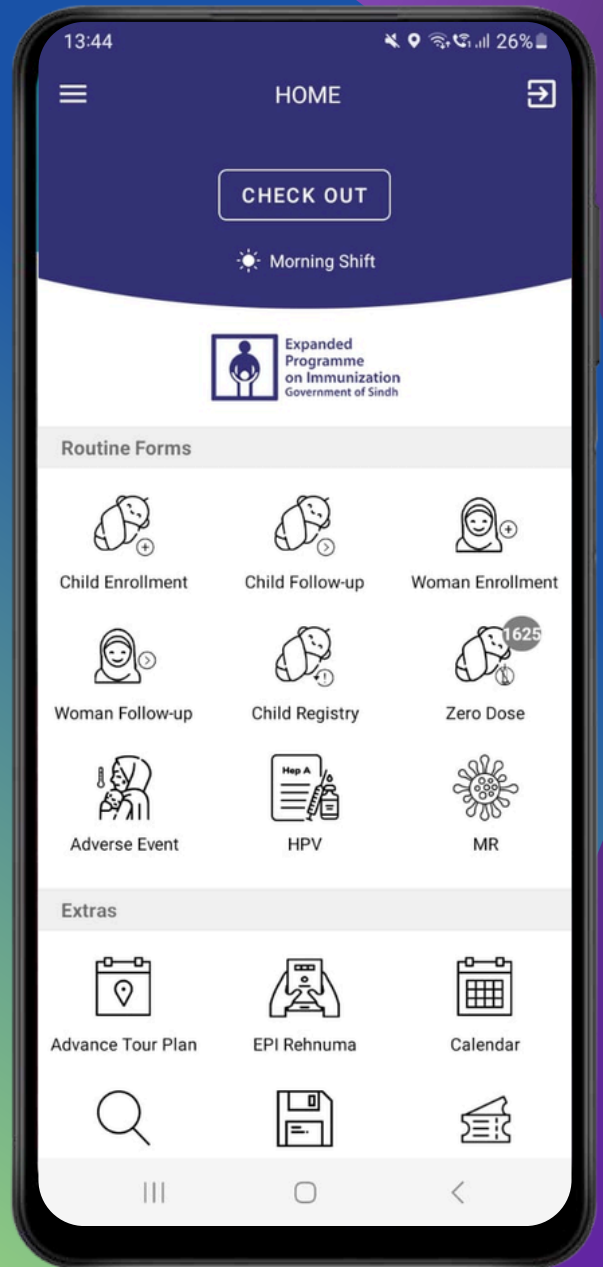 13:44
26%
HOME
CHECK OUT
Morning Shift
Expanded
Programme
on Immunization
Government of Sindh
Routine Forms
Child Enrollment
Child Follow-up
Woman Enrollment
1625
Woman Follow-up
Child Registry
Zero Dose
Hep A
Adverse Event
HPV
MR
Extras
Advance Tour Plan
EPI Rehnuma
Calendar